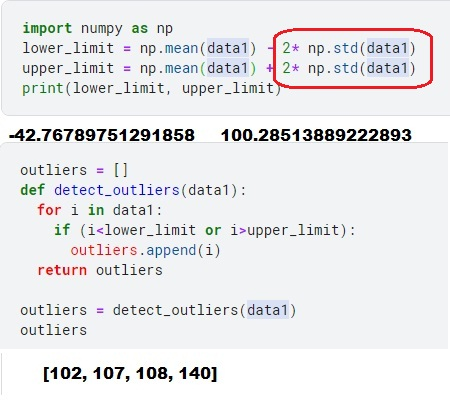 import numpy as np
lower_limit = np.mean(data1) - 2* np.std(data1)
upper_limit = np.mean(data1) + 2* np.std(data1)
print(lower_limit, upper_limit)
-42.76789751291858 100.28513889222893
outliers = []
def detect_outliers(data1):
for i in data1:
if (i<lower_limit or i>upper_limit):
outliers.append(i)
return outliers
outliers = detect_outliers(data1)
outliers
[102, 107, 108, 140]